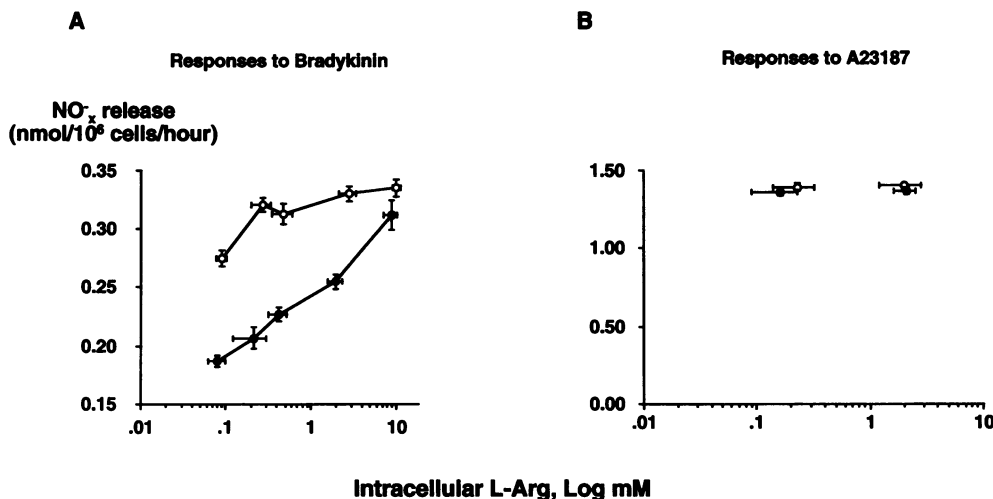 A
B
Responses to Bradykinin
Responses to A23187
NO⁻ₓ release
(nmol/10⁶ cells/hour)
0.35
0.30
0.25
0.20
0.15
.01
.1
1
10
1.50
1.00
0.50
0.00
.01
.1
1
10
Intracellular L-Arg, Log mM